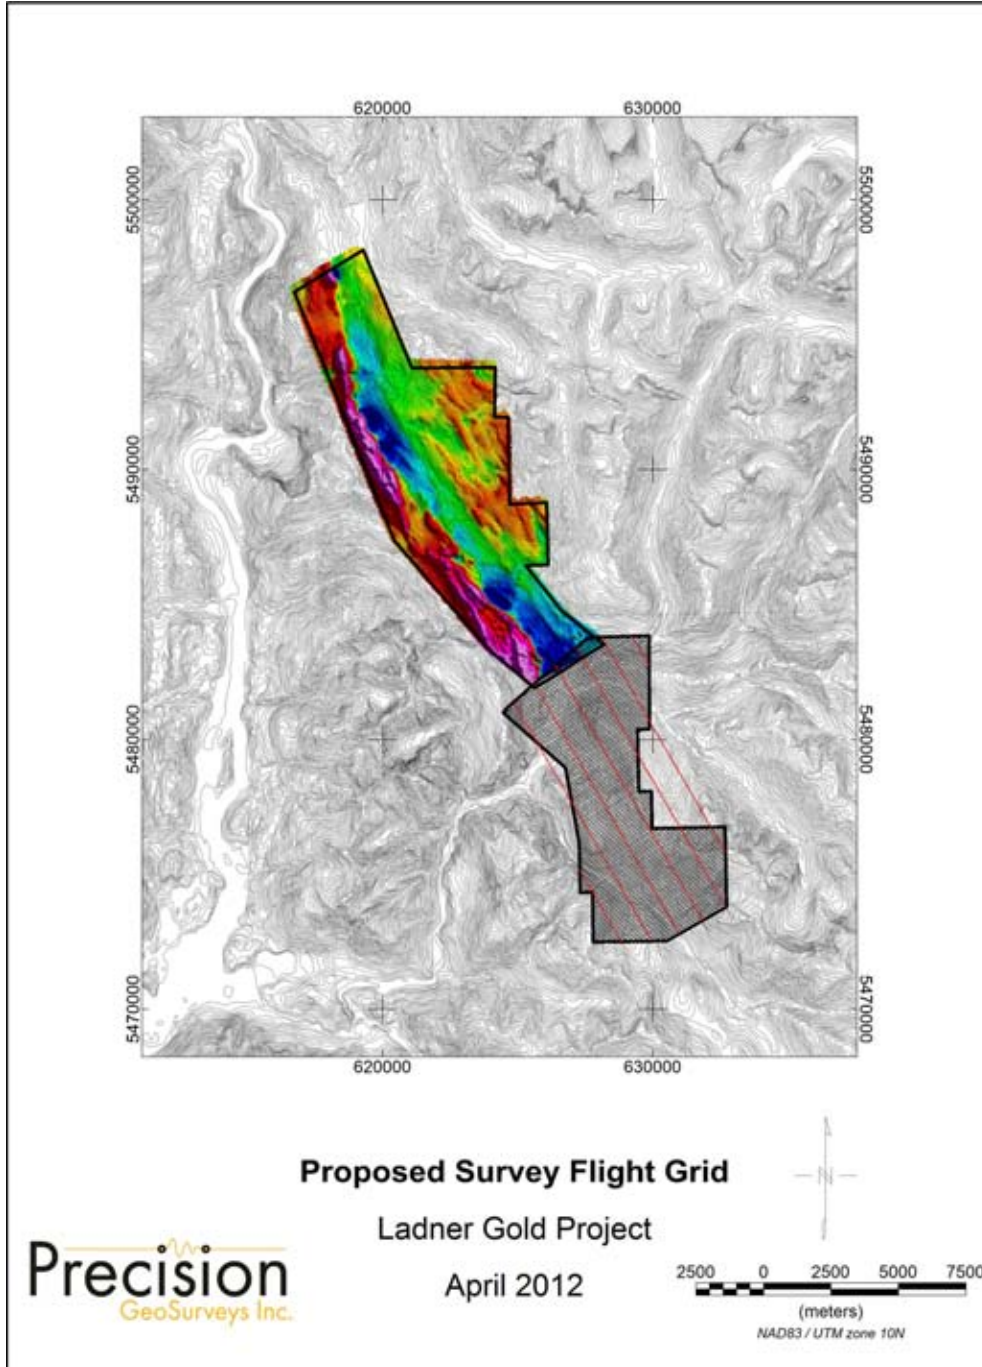 620000 630000
5500000 5500000
5490000 5490000
5480000 5480000
5470000 5470000
620000 630000
N
Proposed Survey Flight Grid
Ladner Gold Project
April 2012
Precision
GeoSurveys Inc.
2500 0 2500 5000 7500
(meters)
NAD83 / UTM zone 10N